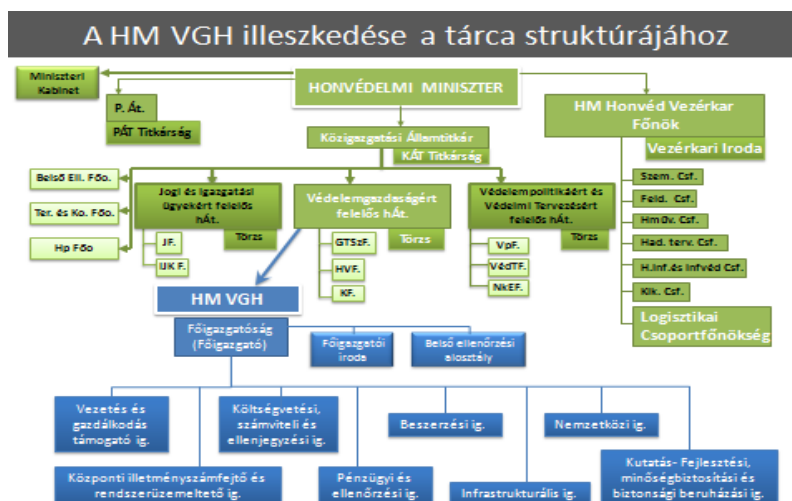 A HM VGH illeszkedése a tárca struktúrájához
Miniszteri
Kabinet
HONVÉDELMI MINISZTER
P. Át.
PÁT Titkárság
HM Honvéd Vezérkar
Főnök
Vezérkari Iroda
Közigazgatási Államtitkár
KÁT Titkárság
Belső Ell. Főo.
Ter. és Ko. Főo.
Hp Főo
Jogi és Igazgatási
ügyekért felelős
hÁt.
Törzs
JF.
IJK F.
Védelemgazdaságért
felelős hÁt.
Törzs
GTSzF.
HVF.
KF.
Védelempolitikáért és
Védelmi Tervezésért
felelős hÁt.
Törzs
VpF.
VédTF.
NkEF.
Szem. Csf.
Feld. Csf.
Hműv. Csf.
Had. terv. Csf.
H.Inf.és Infvéd Csf.
Kik. Csf.
Logisztikai
Csoportfőnökség
HM VGH
Főigazgatóság
(Főigazgató)
Főigazgatói
iroda
Belső ellenőrzési
alosztály
Vezetés és
gazdálkodás
támogató ig.
Költségvetési,
számviteli és
ellenjegyzési ig.
Beszerzési ig.
Nemzetközi ig.
Központi illetményszámfejtő és
rendszerüzemeltető ig.
Pénzügyi és
ellenőrzési ig.
Infrastrukturális ig.
Kutatás- Fejlesztési,
minőségbiztosítási és
biztonsági beruházási ig.